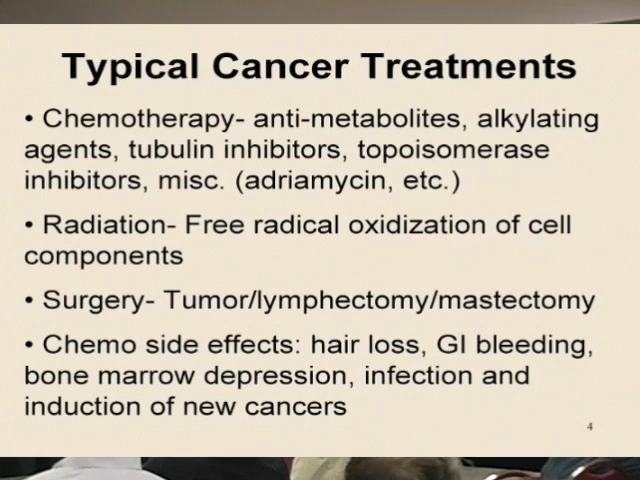 Typical Cancer Treatments
• Chemotherapy- anti-metabolites, alkylating
agents, tubulin inhibitors, topoisomerase
inhibitors, misc. (adriamycin, etc.)
• Radiation- Free radical oxidization of cell
components
• Surgery- Tumor/lymphectomy/mastectomy
• Chemo side effects: hair loss, GI bleeding,
bone marrow depression, infection and
induction of new cancers
4